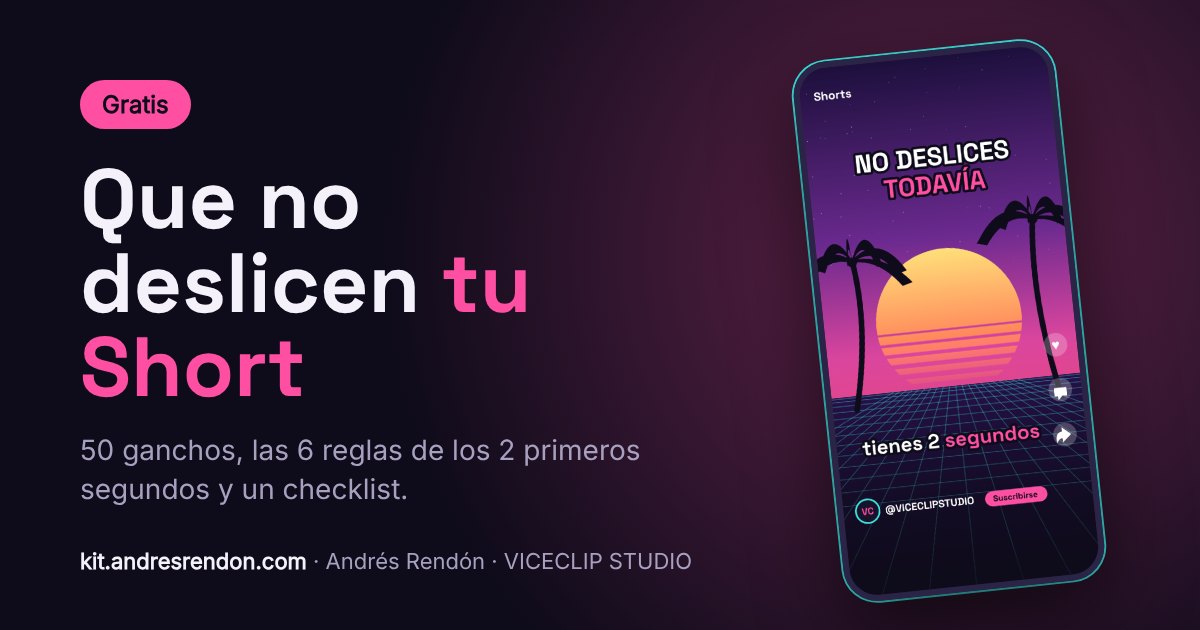 Gratis
Que no
deslicen tu
Short
50 ganchos, las 6 reglas de los 2 primeros
segundos y un checklist.
kit.andresrendon.com · Andrés Rendón · VICECLIP STUDIO
Shorts
NO DESLICES
TODAVÍA
tienes 2 segundos
VC @VICECLIPSTUDIO Suscribirse